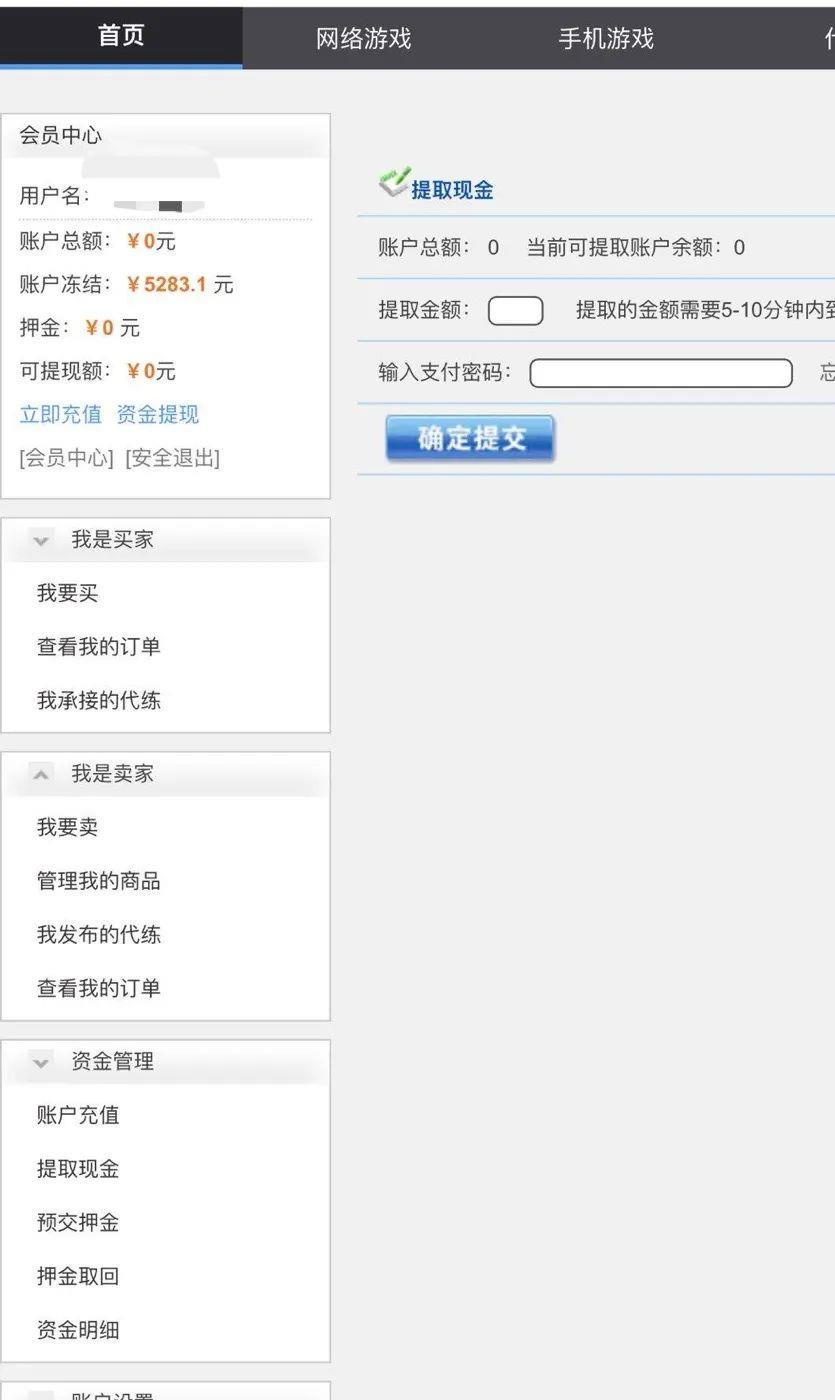 首页 网络游戏 手机游戏
会员中心
用户名：
账户总额：￥0元
账户冻结：￥5283.1 元
押金：￥0 元
可提现额：￥0元
立即充值 资金提现
[会员中心] [安全退出]
提取现金
账户总额： 0 当前可提取账户余额：0
提取金额： 提取的金额需要5-10分钟内到
输入支付密码： 忘
确定提交
我是买家
我要买
查看我的订单
我承接的代练
我是卖家
我要卖
管理我的商品
我发布的代练
查看我的订单
资金管理
账户充值
提取现金
预交押金
押金取回
资金明细
账户设置